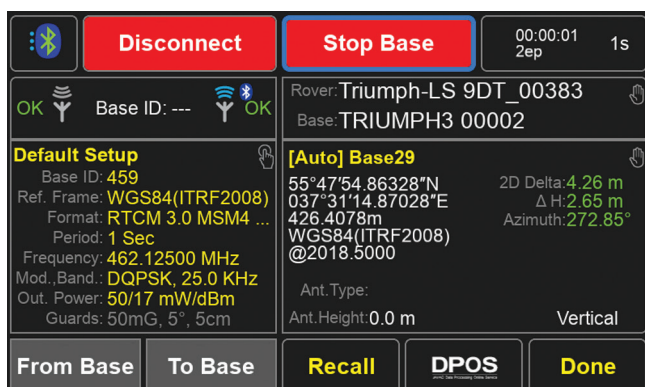 Disconnect
Stop Base
00:00:01
2ep
1s
OK
Base ID: ---
OK
Rover:Triumph-LS 9DT_00383
Base:TRIUMPH3 00002
Default Setup
Base ID: 459
Ref. Frame: WGS84(ITRF2008)
Format: RTCM 3.0 MSM4 ...
Period: 1 Sec
Frequency: 462.12500 MHz
Mod.,Band.: DQPSK, 25.0 KHz
Out. Power: 50/17 mW/dBm
Guards: 50mG, 5°, 5cm
[Auto] Base29
55°47′54.86328″N
037°31′14.87028″E
426.4078m
WGS84(ITRF2008)
@2018.5000
2D Delta:4.26 m
Δ H:2.65 m
Azimuth:272.85°
Ant.Type:
Ant.Height:0.0 m
Vertical
From Base
To Base
Recall
DPOS
Done